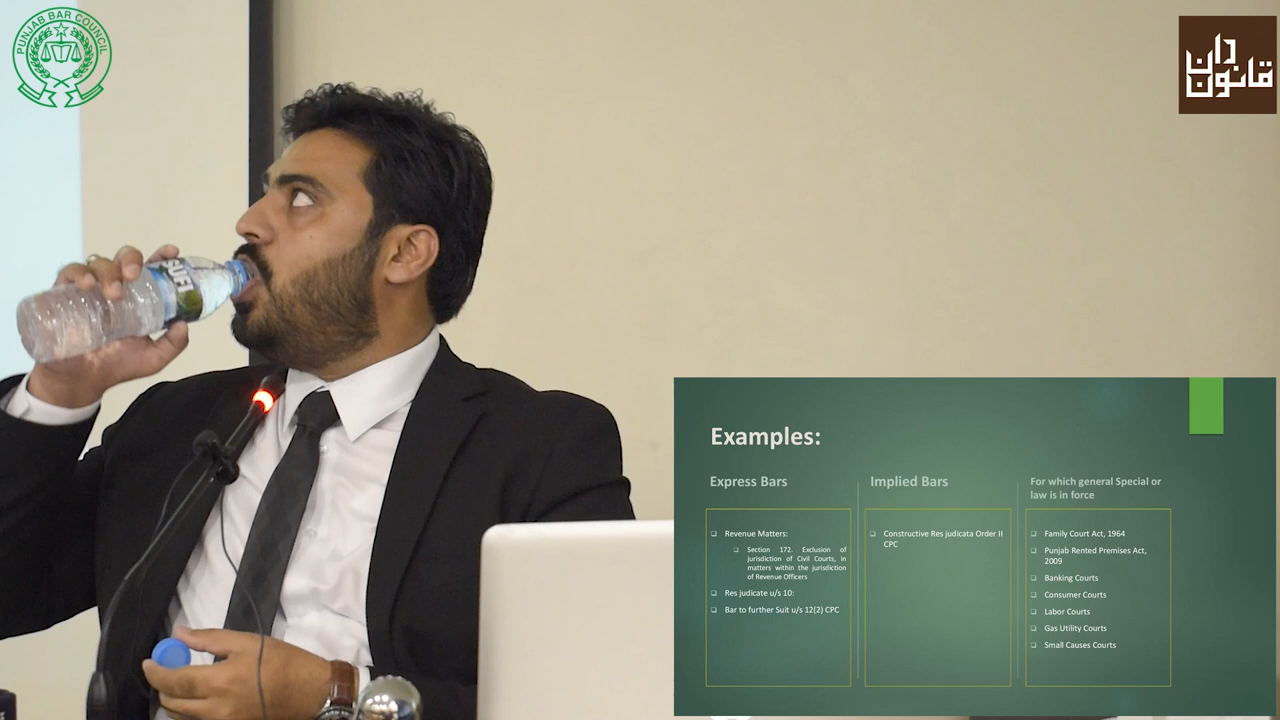 PUNJAB BAR COUNCIL
قانون دان
Examples:
Express Bars
Revenue Matters:
Section 172. Exclusion of
jurisdiction of Civil Courts, in
matters within the jurisdiction
of Revenue Officers
Res judicate u/s 10:
Bar to further Suit u/s 12(2) CPC
Implied Bars
Constructive Res judicata Order II
CPC
For which general Special or
law is in force
Family Court Act, 1964
Punjab Rented Premises Act,
2009
Banking Courts
Consumer Courts
Labor Courts
Gas Utility Courts
Small Causes Courts